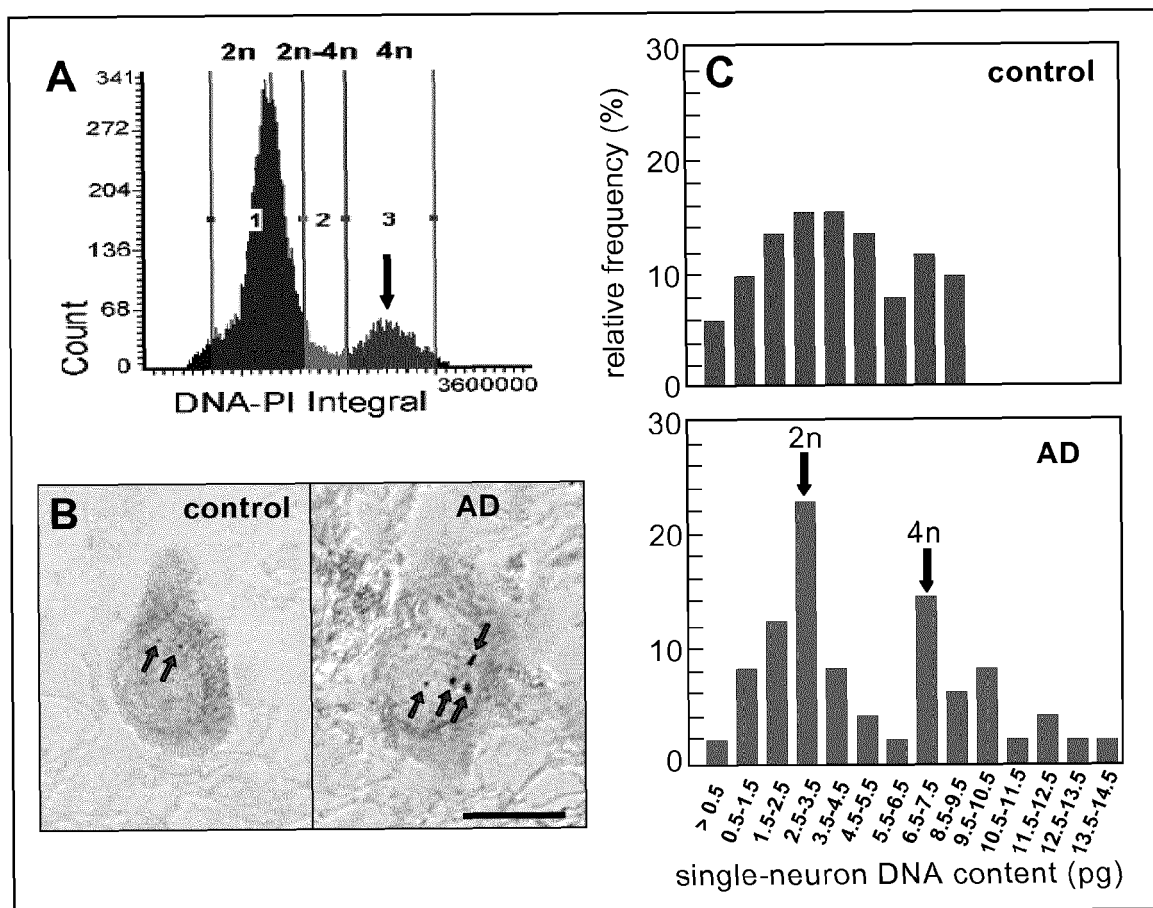 A
2n 2n-4n 4n
341
272
204
136
68
0
Count
1 2 3
3600000
DNA-PI Integral
B
control
AD
C
control
relative frequency (%)
30
20
10
0
AD
30
20
10
0
2n
4n
> 0.5
0.5-1.5
1.5-2.5
2.5-3.5
3.5-4.5
4.5-5.5
5.5-6.5
6.5-7.5
8.5-9.5
9.5-10.5
10.5-11.5
11.5-12.5
12.5-13.5
13.5-14.5
single-neuron DNA content (pg)